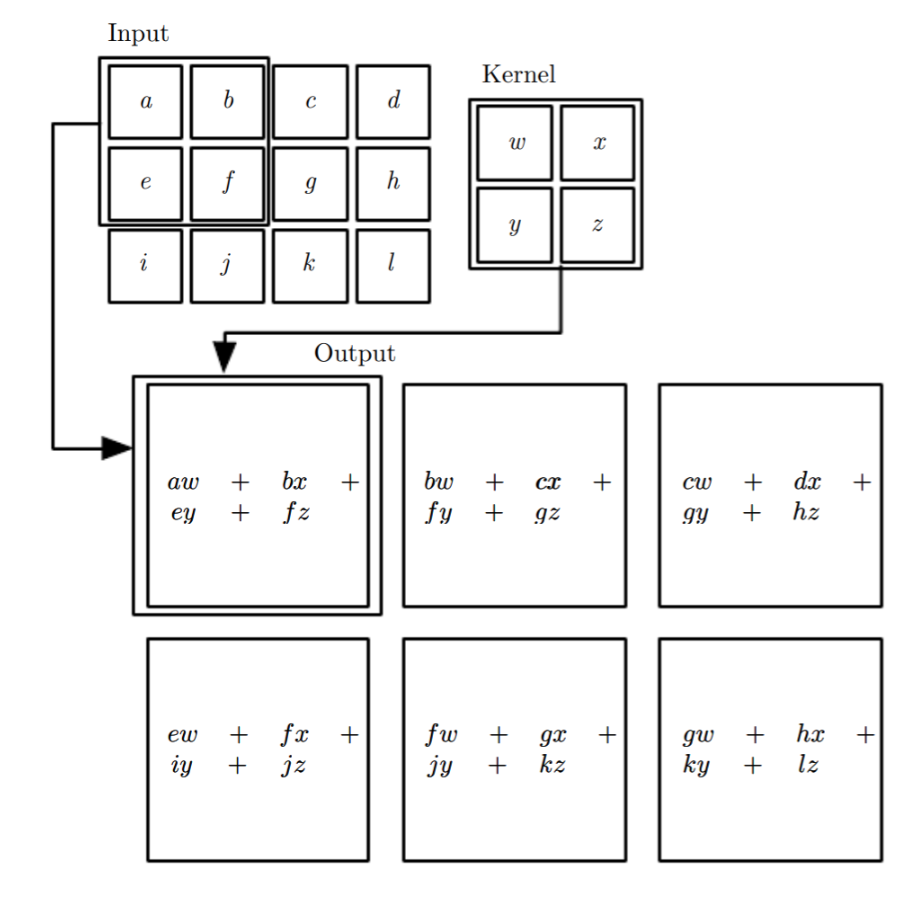 Input
Kernel
a b c d
w x
e f g h
y z
i j k l
Output
aw + bx +
ey + fz
bw + cx +
fy + gz
cw + dx +
gy + hz
ew + fx +
iy + jz
fw + gx +
jy + kz
gw + hx +
ky + lz